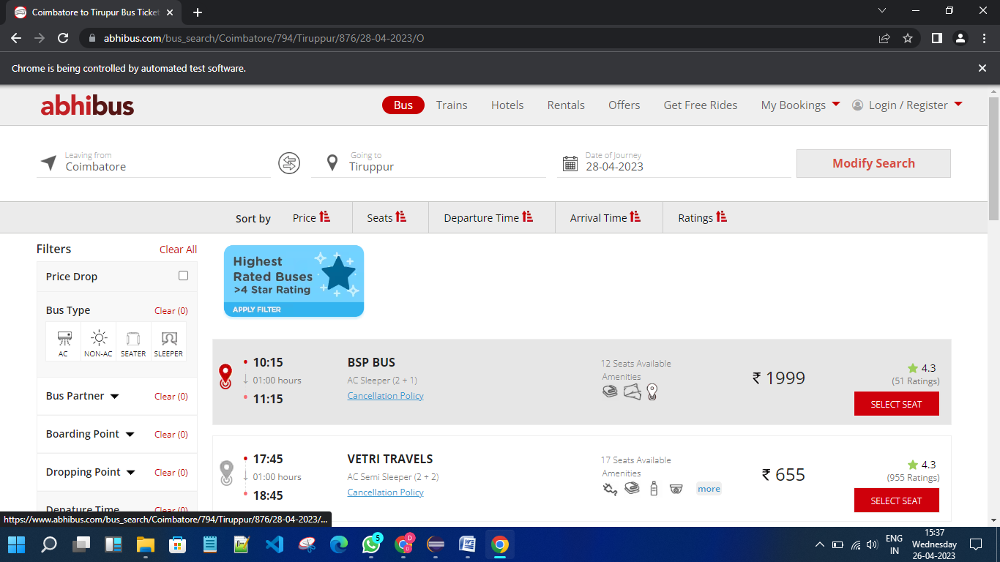 Coimbatore to Tirupur Bus Ticket
abhibus.com/bus_search/Coimbatore/794/Tiruppur/876/28-04-2023/O
Chrome is being controlled by automated test software.
abhibus
Bus Trains Hotels Rentals Offers Get Free Rides My Bookings Login / Register
Leaving from Going to Date of Journey
Coimbatore Tiruppur 28-04-2023 Modify Search
Sort by Price Seats Departure Time Arrival Time Ratings
Filters Clear All
Price Drop
Bus Type Clear (0)
AC NON-AC SEATER SLEEPER
Bus Partner Clear (0)
Boarding Point Clear (0)
Dropping Point Clear (0)
Depature Time Clear (0)
Highest
Rated Buses
>4 Star Rating
APPLY FILTER
10:15 BSP BUS 12 Seats Available ₹ 1999 4.3
01:00 hours AC Sleeper (2 + 1) Amenities (51 Ratings)
11:15 Cancellation Policy SELECT SEAT
17:45 VETRI TRAVELS 17 Seats Available ₹ 655 4.3
01:00 hours AC Semi Sleeper (2 + 2) Amenities (955 Ratings)
18:45 Cancellation Policy more SELECT SEAT
https://www.abhibus.com/bus_search/Coimbatore/794/Tiruppur/876/28-04-2023/...
5 D D
ENG
IN
15:37
Wednesday
26-04-2023